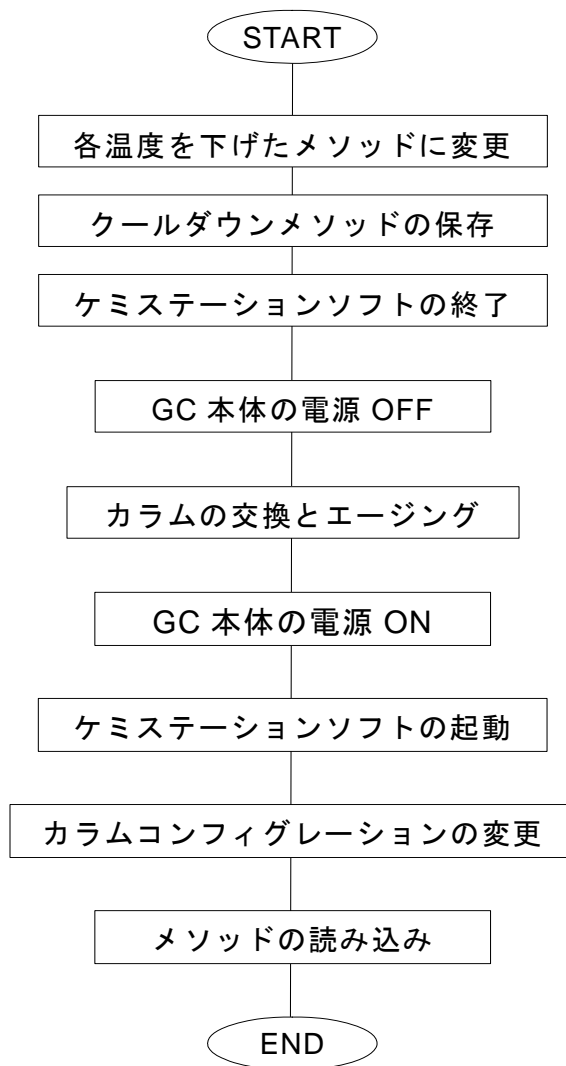 START
各温度を下げたメソッドに変更
クールダウンメソッドの保存
ケミステーションソフトの終了
GC 本体の電源 OFF
カラムの交換とエージング
GC 本体の電源 ON
ケミステーションソフトの起動
カラムコンフィグレーションの変更
メソッドの読み込み
END